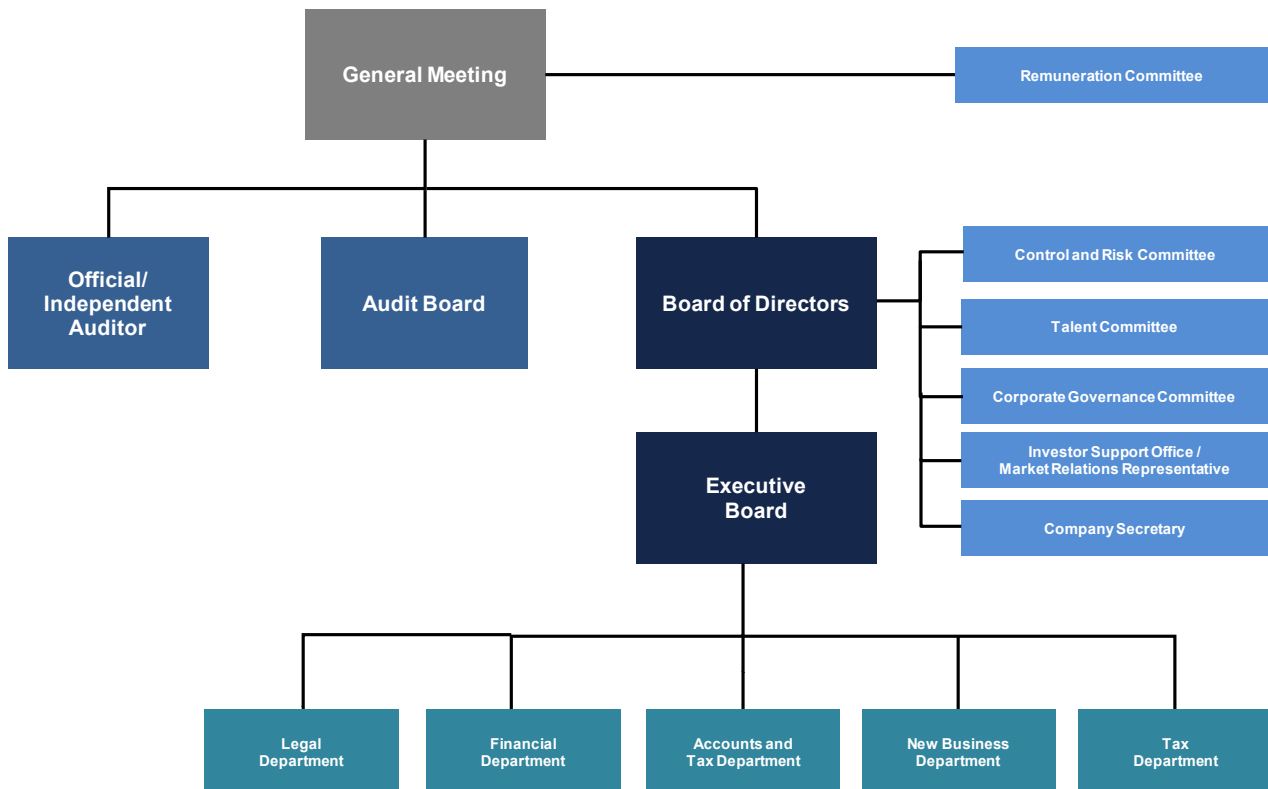 General Meeting
Remuneration Committee
Official/
Independent
Auditor
Audit Board
Board of Directors
Control and Risk Committee
Talent Committee
Corporate Governance Committee
Investor Support Office /
Market Relations Representative
Company Secretary
Executive
Board
Legal
Department
Financial
Department
Accounts and
Tax Department
New Business
Department
Tax
Department